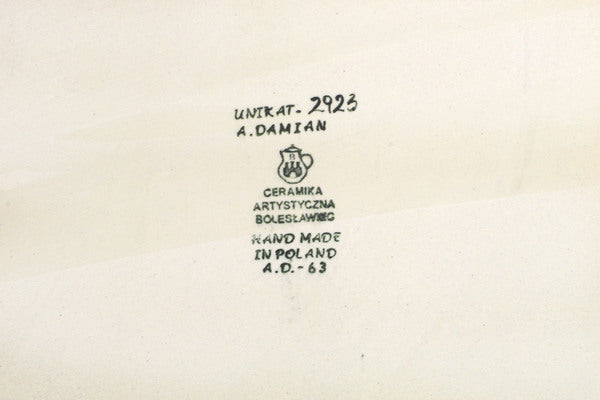 UNIKAT- 2923
A. DAMIAN
CERAMIKA
ARTYSTYCZNA
BOLESŁAWIEC
HAND MADE
IN POLAND
A.D.-63